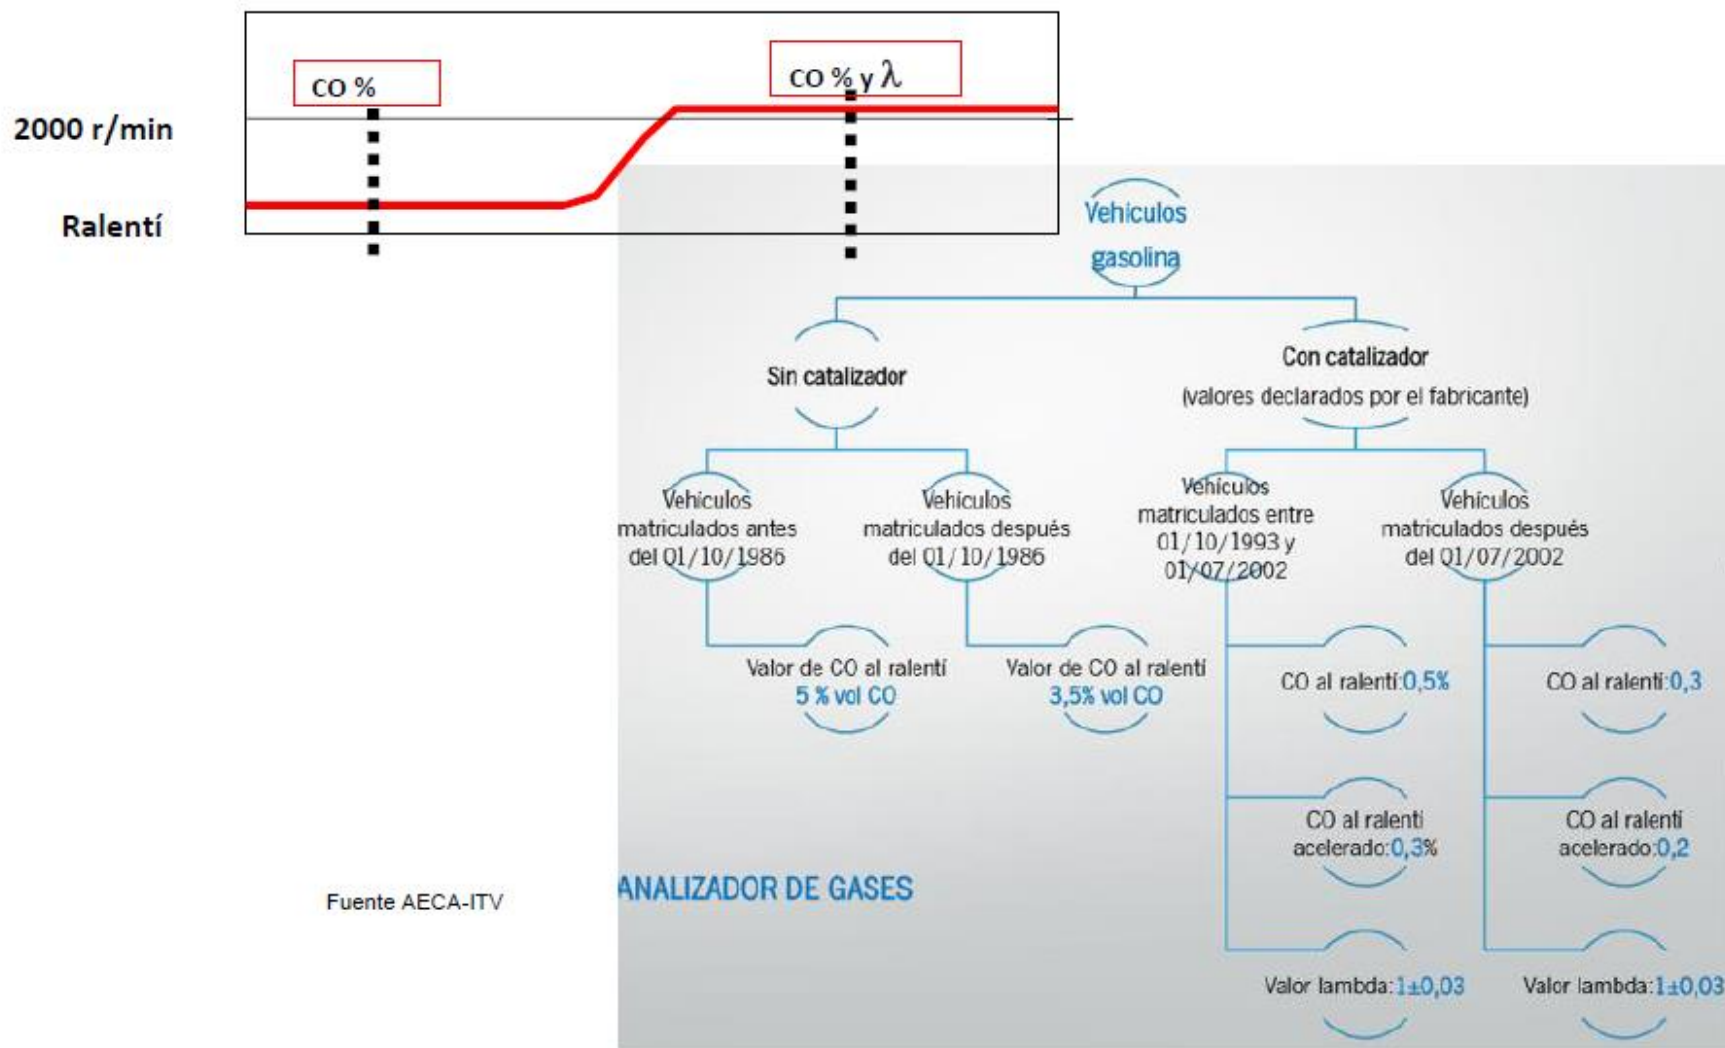 CO %
CO % y λ
2000 r/min
Ralentí
Vehiculos
gasolina
Sin catalizador
Con catalizador
(valores declarados por el fabricante)
Vehiculos
matriculados antes
del 01/10/1986
Vehiculos
matriculados después
del 01/10/1986
Vehiculos
matriculados entre
01/10/1993 y
01/07/2002
Vehiculos
matriculados después
del 01/07/2002
Valor de CO al ralentí
5 % vol CO
Valor de CO al ralentí
3,5% vol CO
CO al ralentí:0,5%
CO al ralentí:0,3
CO al ralentí
acelerado:0,3%
CO al ralentí
acelerado:0,2
Fuente AECA-ITV
ANALIZADOR DE GASES
Valor lambda:1±0,03
Valor lambda:1±0,03